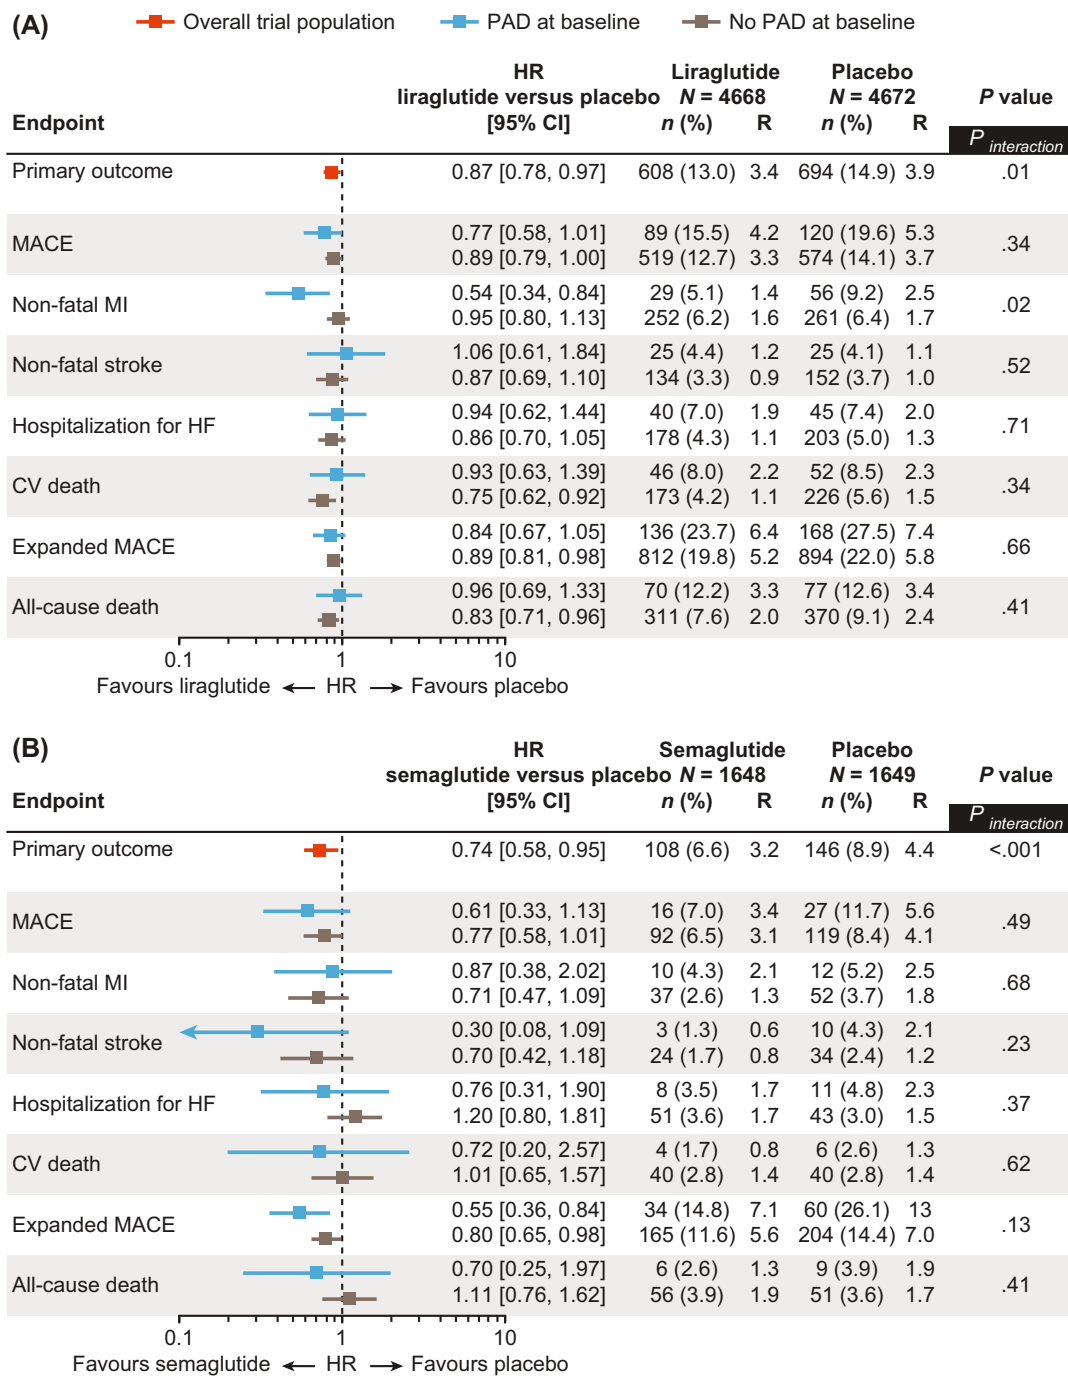 (A) Overall trial population PAD at baseline No PAD at baseline
HR Liraglutide Placebo
liraglutide versus placebo N = 4668 N = 4672 P value
Endpoint [95% CI] n (%) R n (%) R
P interaction
Primary outcome 0.87 [0.78, 0.97] 608 (13.0) 3.4 694 (14.9) 3.9 .01
MACE 0.77 [0.58, 1.01] 89 (15.5) 4.2 120 (19.6) 5.3 .34
0.89 [0.79, 1.00] 519 (12.7) 3.3 574 (14.1) 3.7
Non-fatal MI 0.54 [0.34, 0.84] 29 (5.1) 1.4 56 (9.2) 2.5 .02
0.95 [0.80, 1.13] 252 (6.2) 1.6 261 (6.4) 1.7
Non-fatal stroke 1.06 [0.61, 1.84] 25 (4.4) 1.2 25 (4.1) 1.1 .52
0.87 [0.69, 1.10] 134 (3.3) 0.9 152 (3.7) 1.0
Hospitalization for HF 0.94 [0.62, 1.44] 40 (7.0) 1.9 45 (7.4) 2.0 .71
0.86 [0.70, 1.05] 178 (4.3) 1.1 203 (5.0) 1.3
CV death 0.93 [0.63, 1.39] 46 (8.0) 2.2 52 (8.5) 2.3 .34
0.75 [0.62, 0.92] 173 (4.2) 1.1 226 (5.6) 1.5
Expanded MACE 0.84 [0.67, 1.05] 136 (23.7) 6.4 168 (27.5) 7.4 .66
0.89 [0.81, 0.98] 812 (19.8) 5.2 894 (22.0) 5.8
All-cause death 0.96 [0.69, 1.33] 70 (12.2) 3.3 77 (12.6) 3.4 .41
0.83 [0.71, 0.96] 311 (7.6) 2.0 370 (9.1) 2.4
0.1 1 10
Favours liraglutide ← HR → Favours placebo
(B) HR Semaglutide Placebo
semaglutide versus placebo N = 1648 N = 1649 P value
Endpoint [95% CI] n (%) R n (%) R
P interaction
Primary outcome 0.74 [0.58, 0.95] 108 (6.6) 3.2 146 (8.9) 4.4 <.001
MACE 0.61 [0.33, 1.13] 16 (7.0) 3.4 27 (11.7) 5.6 .49
0.77 [0.58, 1.01] 92 (6.5) 3.1 119 (8.4) 4.1
Non-fatal MI 0.87 [0.38, 2.02] 10 (4.3) 2.1 12 (5.2) 2.5 .68
0.71 [0.47, 1.09] 37 (2.6) 1.3 52 (3.7) 1.8
Non-fatal stroke 0.30 [0.08, 1.09] 3 (1.3) 0.6 10 (4.3) 2.1 .23
0.70 [0.42, 1.18] 24 (1.7) 0.8 34 (2.4) 1.2
Hospitalization for HF 0.76 [0.31, 1.90] 8 (3.5) 1.7 11 (4.8) 2.3 .37
1.20 [0.80, 1.81] 51 (3.6) 1.7 43 (3.0) 1.5
CV death 0.72 [0.20, 2.57] 4 (1.7) 0.8 6 (2.6) 1.3 .62
1.01 [0.65, 1.57] 40 (2.8) 1.4 40 (2.8) 1.4
Expanded MACE 0.55 [0.36, 0.84] 34 (14.8) 7.1 60 (26.1) 13 .13
0.80 [0.65, 0.98] 165 (11.6) 5.6 204 (14.4) 7.0
All-cause death 0.70 [0.25, 1.97] 6 (2.6) 1.3 9 (3.9) 1.9 .41
1.11 [0.76, 1.62] 56 (3.9) 1.9 51 (3.6) 1.7
0.1 1 10
Favours semaglutide ← HR → Favours placebo